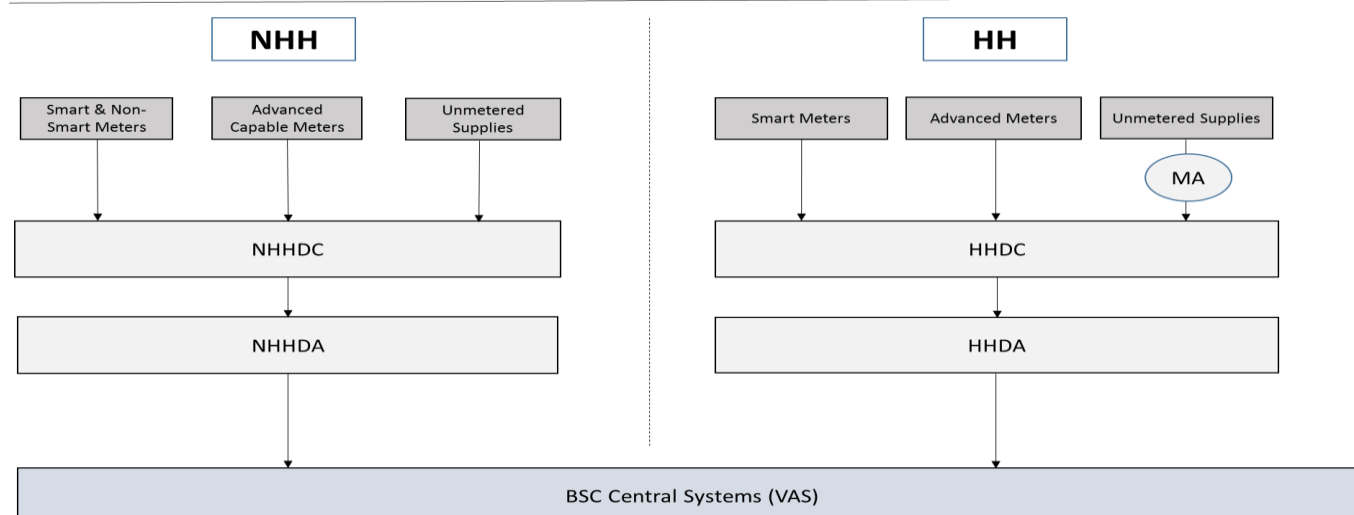 NHH
HH
Smart & Non-
Smart Meters
Advanced
Capable Meters
Unmetered
Supplies
Smart Meters
Advanced Meters
Unmetered Supplies
MA
NHHDC
HHDC
NHHDA
HHDA
BSC Central Systems (VAS)